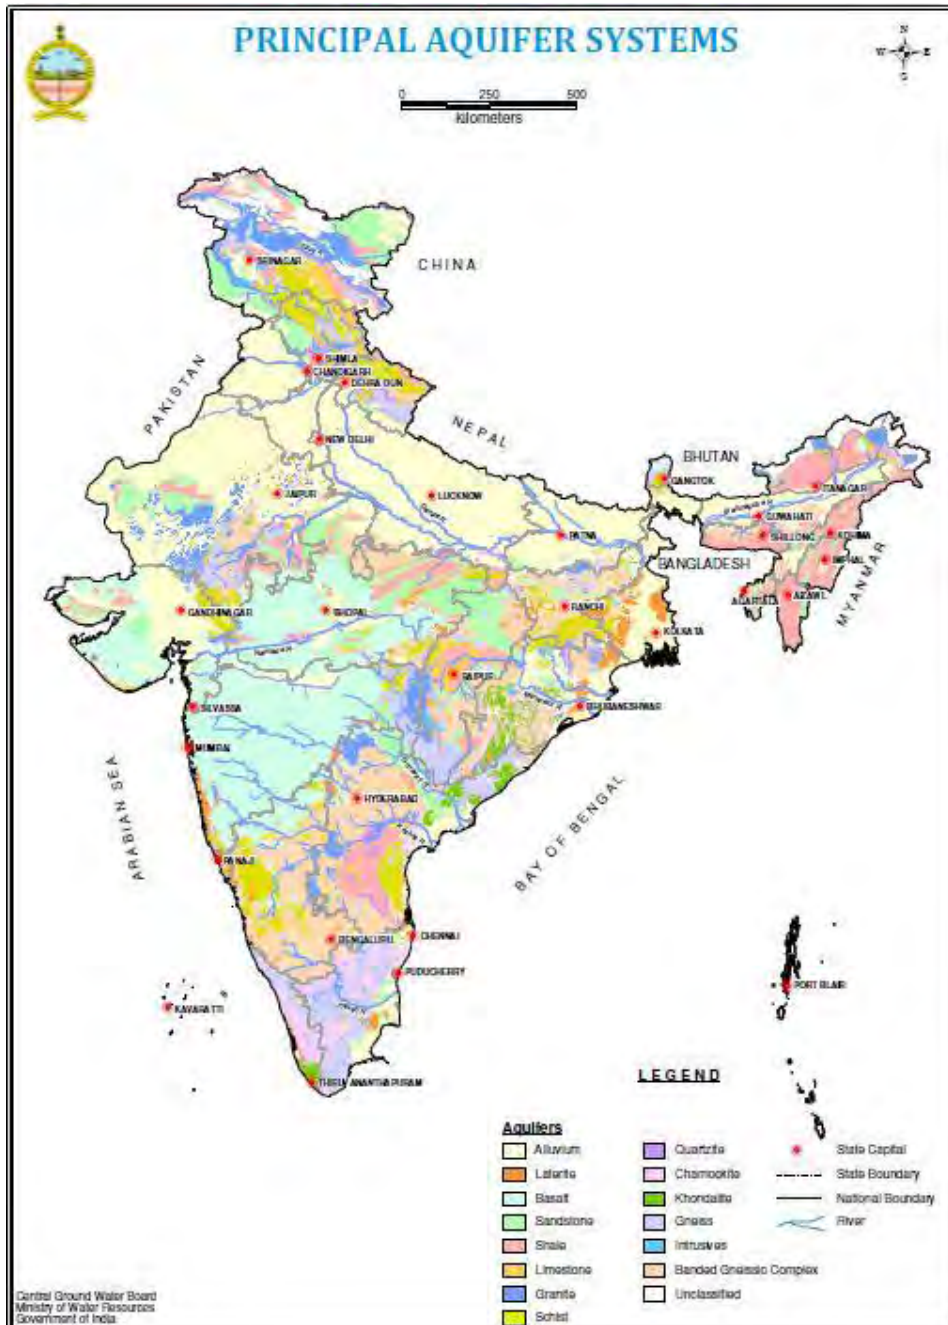 PRINCIPAL AQUIFER SYSTEMS
N
W E
S
0 250 500
kilometers
CHINA
SRINAGAR
SHIMLA
CHANDIGARH
DEHRA DUN
PAKISTAN
NEPAL
NEW DELHI
BHUTAN
GANGTOK
ITANAGAR
JAIPUR
LUCKNOW
GUWAHATI
PATNA
SHILLONG
KOHIMA
BANGLADESH
IMPHAL
MYANMAR
GANDHINAGAR
BHOPAL
RANCHI
AGARTALA
AIZAWL
KOLKATA
Narmada R.
RAIPUR
SILVASSA
BHUBANESHWAR
MUMBAI
ARABIAN SEA
HYDERABAD
BAY OF BENGAL
PANAJI
BENGALURU
CHENNAI
PUDUCHERRY
KAVARATTI
PORT BLAIR
THIRUVANANTHAPURAM
LEGEND
Aquifers
Alluvium
Laterite
Basalt
Sandstone
Shale
Limestone
Granite
Schist
Quartzite
Charnockite
Khondalite
Gneiss
Intrusives
Banded Gneissic Complex
Unclassified
State Capital
State Boundary
National Boundary
River
Central Ground Water Board
Ministry of Water Resources
Government of India